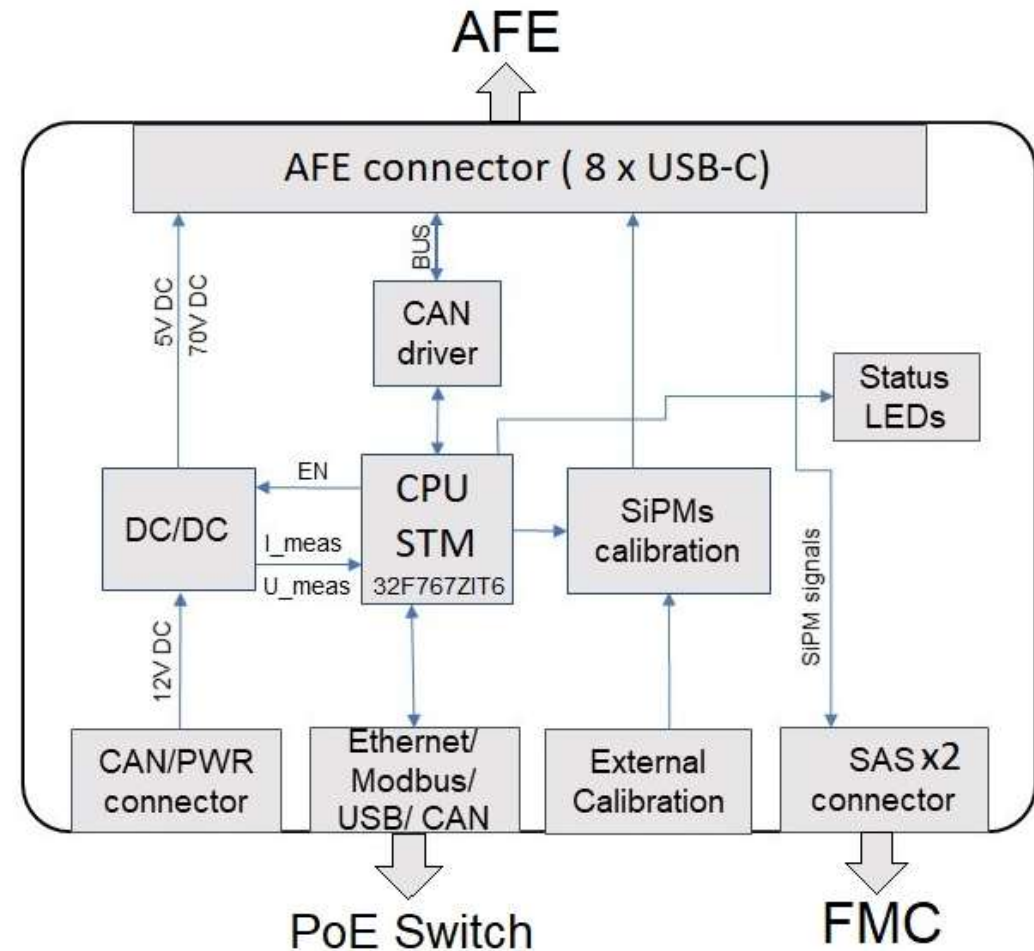 AFE
AFE connector ( 8 x USB-C)
5V DC
70V DC
BUS
CAN
driver
Status
LEDs
EN
DC/DC
I_meas
U_meas
CPU
STM
32F767ZIT6
SiPMs
calibration
SiPM signals
12V DC
CAN/PWR
connector
Ethernet/
Modbus/
USB/ CAN
External
Calibration
SAS x2
connector
PoE Switch
FMC